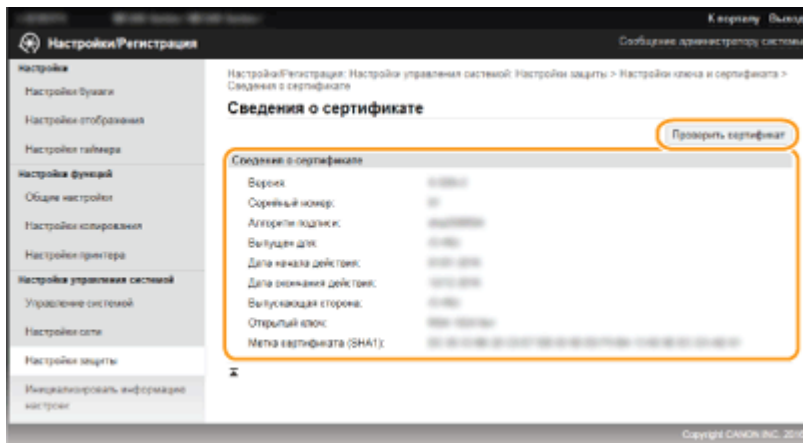 К порталу Выход
Настройки/Регистрация
Сообщение администратору системы
Настройки
Настройки бумаги
Настройки отображения
Настройки таймера
Настройки функций
Общие настройки
Настройки копирования
Настройки принтера
Настройки управления системой
Управление системой
Настройки сети
Настройки защиты
Инициализировать информацию
настроек
Настройки/Регистрация: Настройки управления системой: Настройки защиты > Настройки ключа и сертификата >
Сведения о сертификате
Сведения о сертификате
Проверить сертификат
Сведения о сертификате
Версия:
Серийный номер:
Алгоритм подписи:
Выпущен для:
Дата начала действия:
Дата окончания действия:
Выпускающая сторона:
Открытый ключ:
Метка сертификата (SHA1):
Copyright CANON INC.